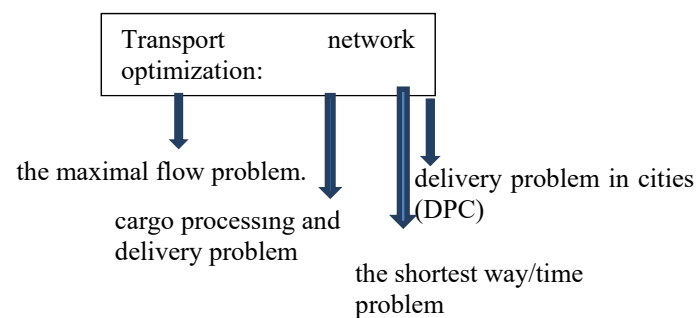 Transport network
optimization:
the maximal flow problem.
cargo processing and
delivery problem
delivery problem in cities
(DPC)
the shortest way/time
problem